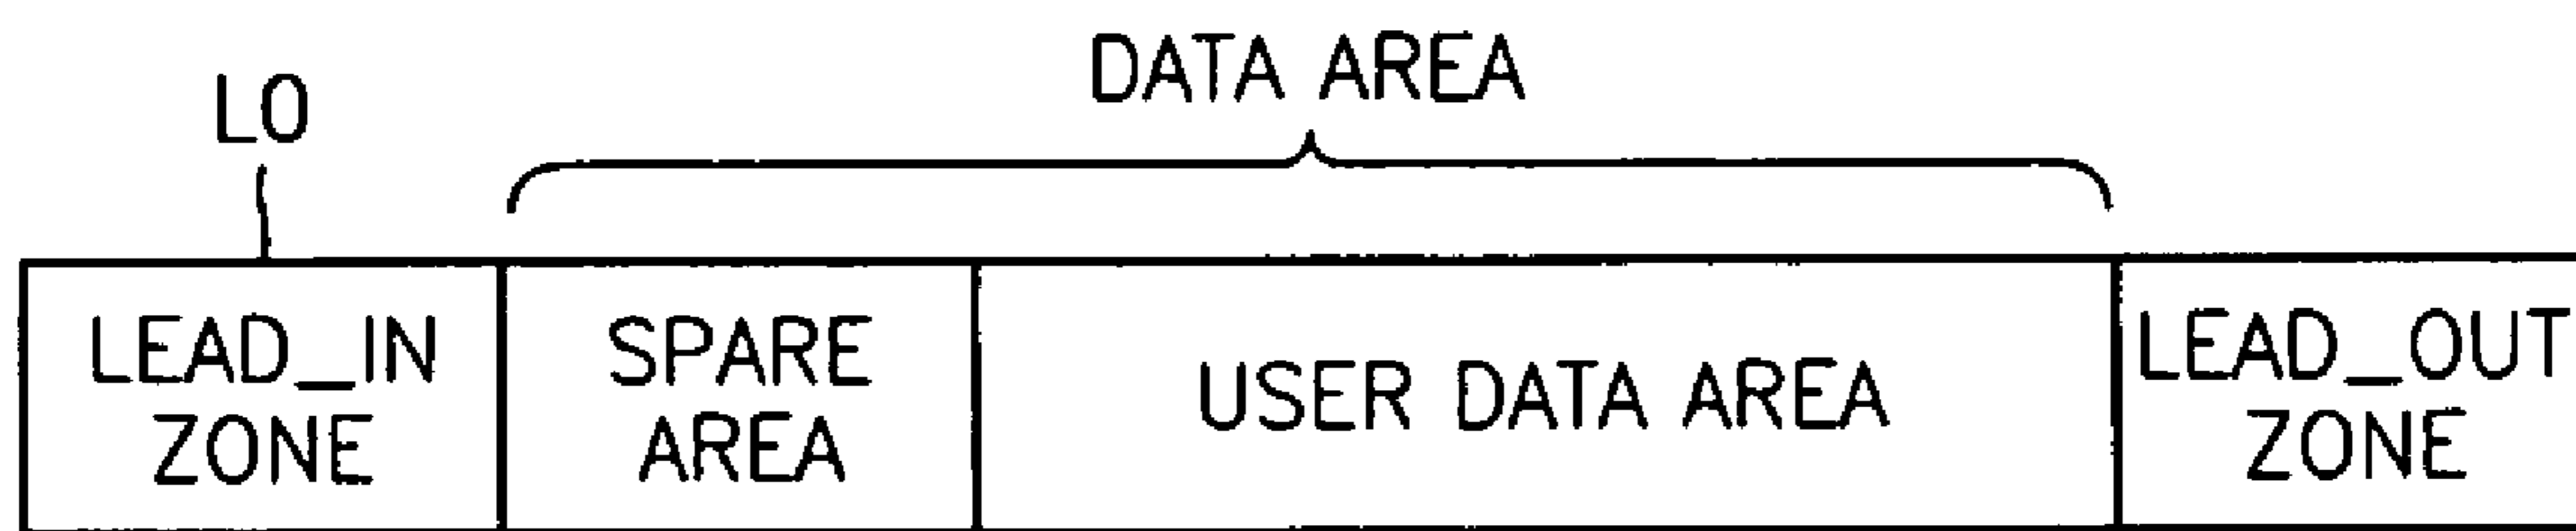 DATA AREA
L0
LEAD_IN
ZONE
SPARE
AREA
USER DATA AREA
LEAD_OUT
ZONE